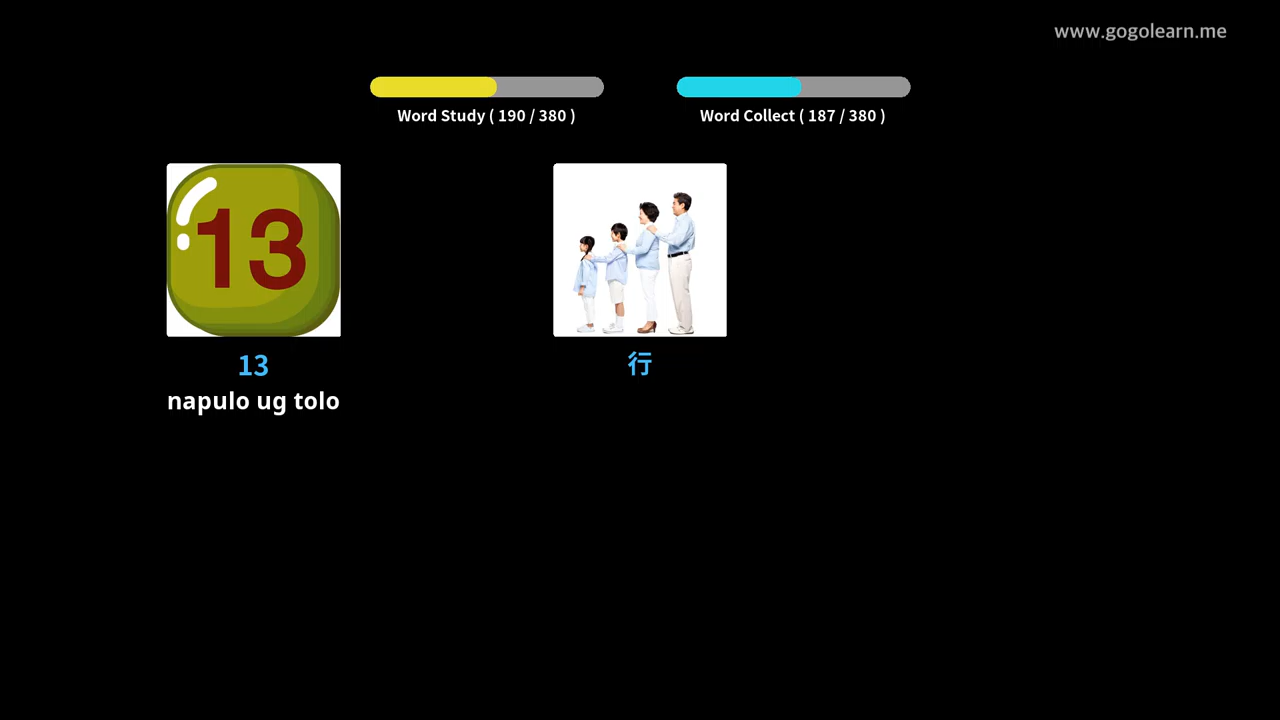 www.gogolearn.me
Word Study ( 190 / 380 )
Word Collect ( 187 / 380 )
13
13
行
napulo ug tolo